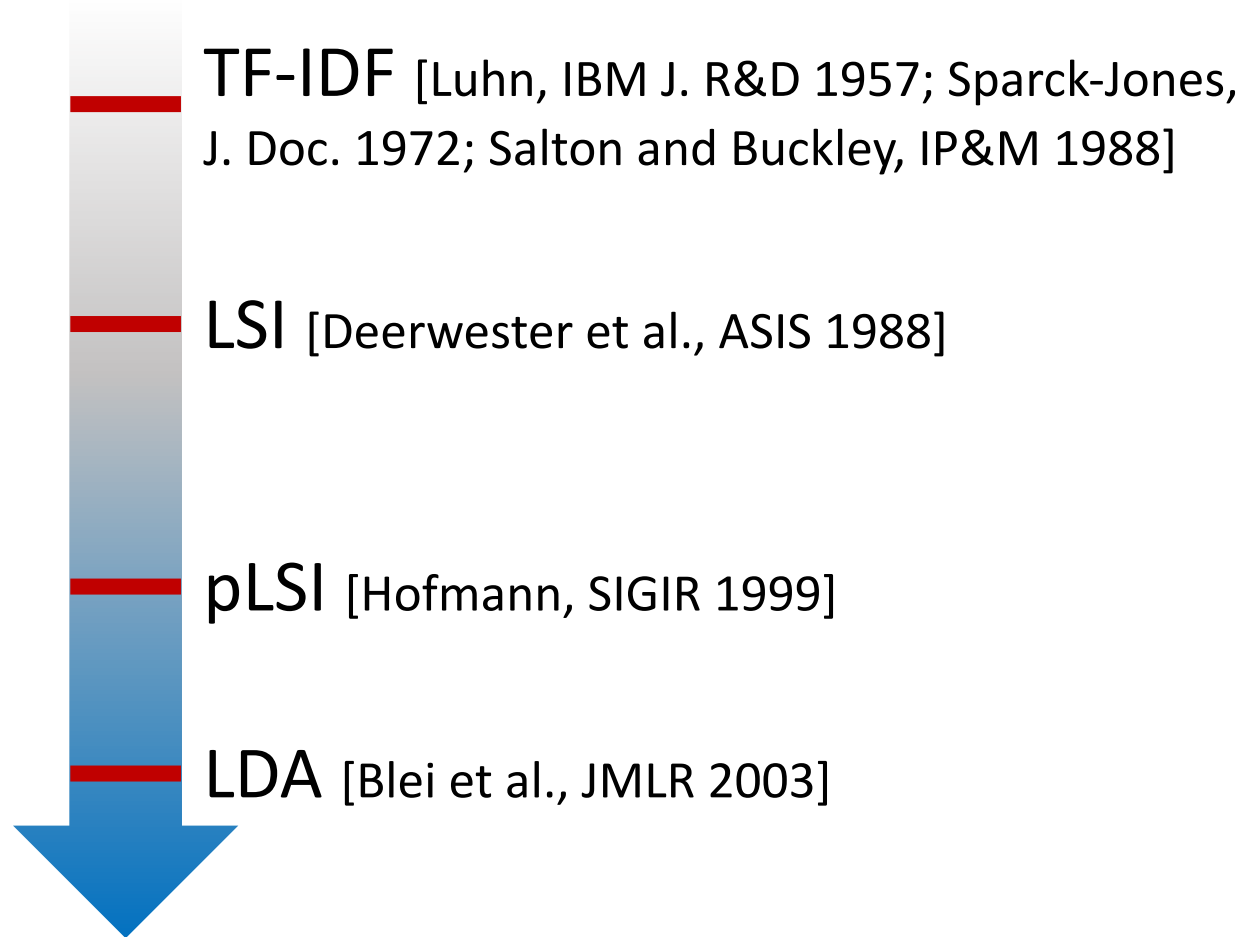 TF-IDF [Luhn, IBM J. R&D 1957; Sparck-Jones,
J. Doc. 1972; Salton and Buckley, IP&M 1988]
LSI [Deerwester et al., ASIS 1988]
pLSI [Hofmann, SIGIR 1999]
LDA [Blei et al., JMLR 2003]